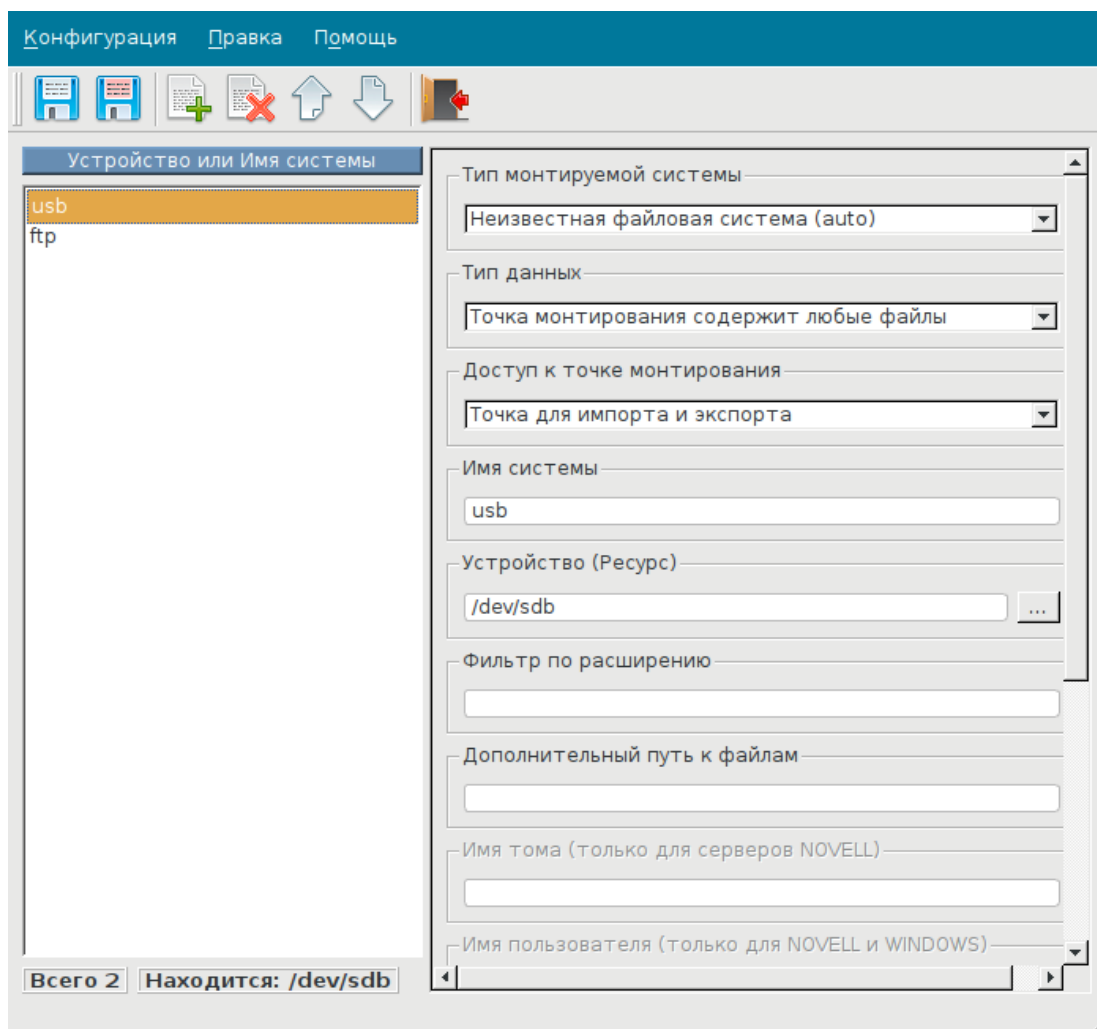 Конфигурация Правка Помощь
Устройство или Имя системы
usb
ftp
Всего 2 Находится: /dev/sdb
Тип монтируемой системы
Неизвестная файловая система (auto)
Тип данных
Точка монтирования содержит любые файлы
Доступ к точке монтирования
Точка для импорта и экспорта
Имя системы
usb
Устройство (Ресурс)
/dev/sdb ...
Фильтр по расширению
Дополнительный путь к файлам
Имя тома (только для серверов NOVELL)
Имя пользователя (только для NOVELL и WINDOWS)